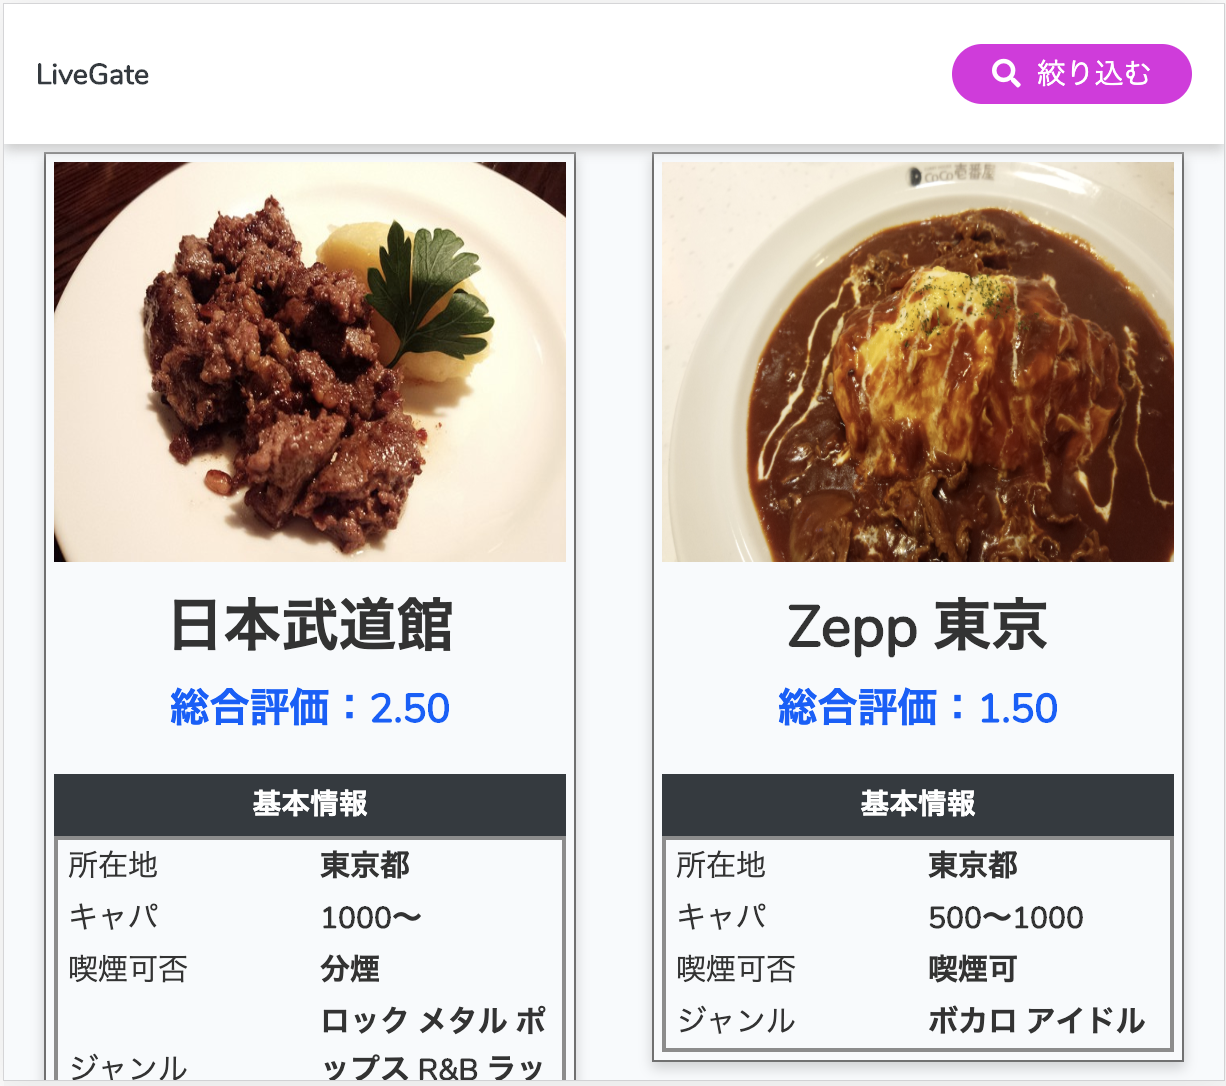 LiveGate
絞り込む
CoCo壱番屋
日本武道館
総合評価：2.50
基本情報
所在地 東京都
キャパ 1000〜
喫煙可否 分煙
ロック メタル ポ
ジャンル ップス R&B ラッ
Zepp 東京
総合評価：1.50
基本情報
所在地 東京都
キャパ 500〜1000
喫煙可否 喫煙可
ジャンル ボカロ アイドル